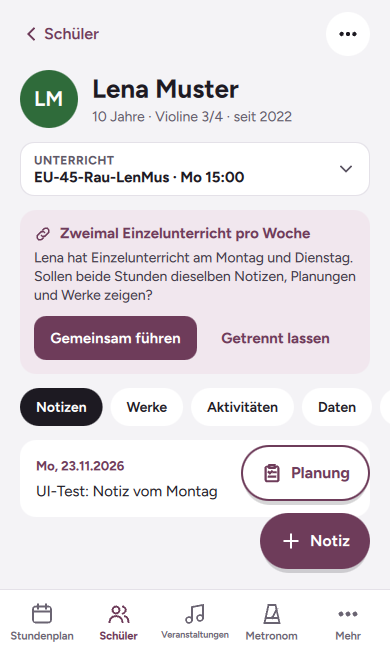 Schüler
LM
Lena Muster
10 Jahre · Violine 3/4 · seit 2022
UNTERRICHT
EU-45-Rau-LenMus · Mo 15:00
Zweimal Einzelunterricht pro Woche
Lena hat Einzelunterricht am Montag und Dienstag.
Sollen beide Stunden dieselben Notizen, Planungen
und Werke zeigen?
Gemeinsam führen Getrennt lassen
Notizen Werke Aktivitäten Daten
Mo, 23.11.2026
UI-Test: Notiz vom Montag
Planung
Notiz
Stundenplan Schüler Veranstaltungen Metronom Mehr